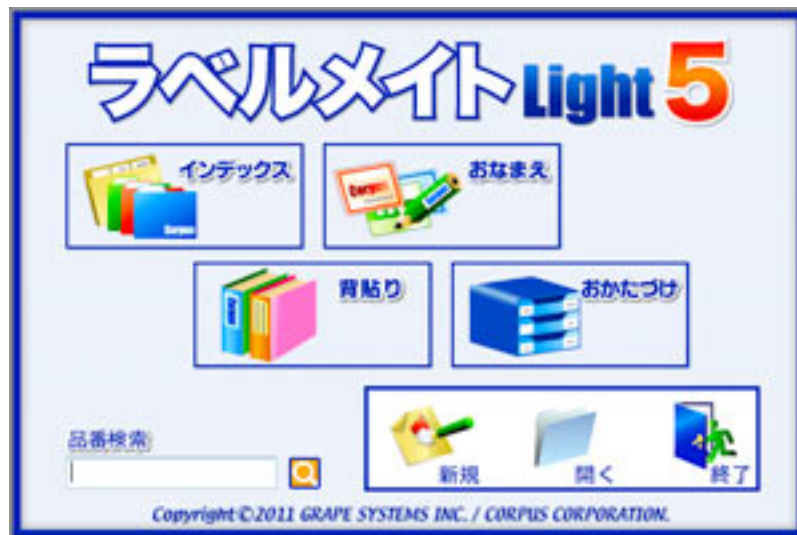 ラベルメイト Light 5
インデックス
おなまえ
Corpus
Corpus
背貼り
おかたづけ
品番検索
新規
開く
終了
Copyright©2011 GRAPE SYSTEMS INC. / CORPUS CORPORATION.